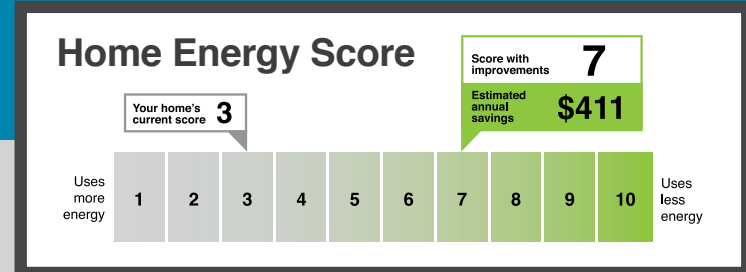 Home Energy Score
Score with
improvements 7
Estimated
annual
savings $411
Your home's
current score 3
Uses
more
energy
1 2 3 4 5 6 7 8 9 10
Uses
less
energy